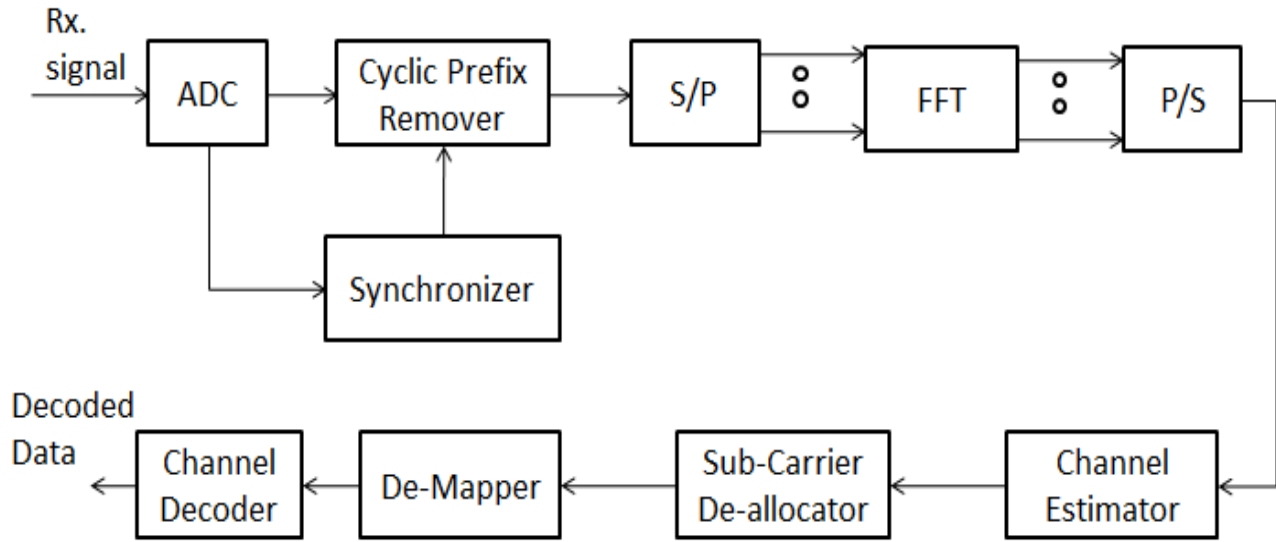 Rx.
signal
ADC
Cyclic Prefix
Remover
S/P
FFT
P/S
Synchronizer
Decoded
Data
Channel
Decoder
De-Mapper
Sub-Carrier
De-allocator
Channel
Estimator